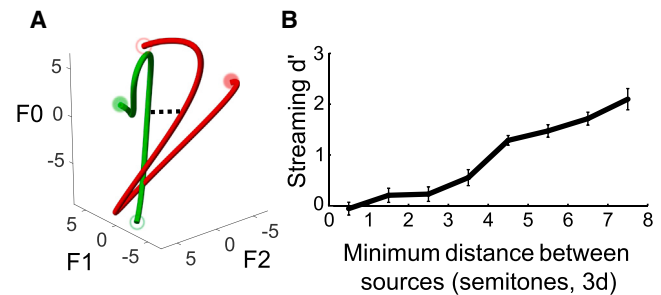 A
B
5
F0 0
-5
5
0
-5
F1
-5
0
5
F2
Streaming d'
3
2
1
0
0 1 2 3 4 5 6 7 8
Minimum distance between
sources (semitones, 3d)